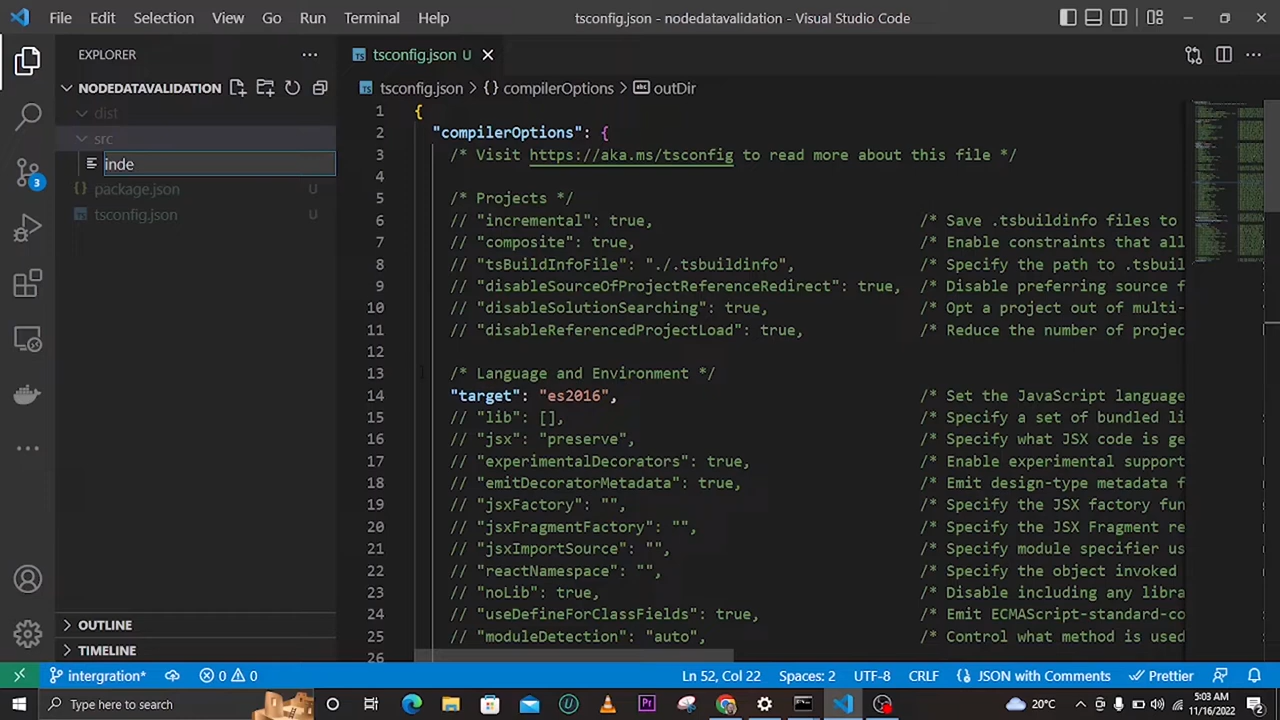 File Edit Selection View Go Run Terminal Help tsconfig.json - nodedatavalidation - Visual Studio Code
EXPLORER
NODEDATAVALIDATION
dist
src
inde
package.json U
tsconfig.json U
OUTLINE
TIMELINE
tsconfig.json U
tsconfig.json > {} compilerOptions > abc outDir
1 {
2 "compilerOptions": {
3 /* Visit https://aka.ms/tsconfig to read more about this file */
4
5 /* Projects */
6 // "incremental": true, /* Save .tsbuildinfo files to
7 // "composite": true, /* Enable constraints that all
8 // "tsBuildInfoFile": "./.tsbuildinfo", /* Specify the path to .tsbuil
9 // "disableSourceOfProjectReferenceRedirect": true, /* Disable preferring source f
10 // "disableSolutionSearching": true, /* Opt a project out of multi-
11 // "disableReferencedProjectLoad": true, /* Reduce the number of projec
12
13 /* Language and Environment */
14 "target": "es2016", /* Set the JavaScript language
15 // "lib": [], /* Specify a set of bundled li
16 // "jsx": "preserve", /* Specify what JSX code is ge
17 // "experimentalDecorators": true, /* Enable experimental support
18 // "emitDecoratorMetadata": true, /* Emit design-type metadata f
19 // "jsxFactory": "", /* Specify the JSX factory fun
20 // "jsxFragmentFactory": "", /* Specify the JSX Fragment re
21 // "jsxImportSource": "", /* Specify module specifier us
22 // "reactNamespace": "", /* Specify the object invoked
23 // "noLib": true, /* Disable including any libra
24 // "useDefineForClassFields": true, /* Emit ECMAScript-standard-co
25 // "moduleDetection": "auto", /* Control what method is used
26
3
intergration* 0 0 Ln 52, Col 22 Spaces: 2 UTF-8 CRLF {} JSON with Comments Prettier
Type here to search 20°C 5:03 AM
11/16/2022 2